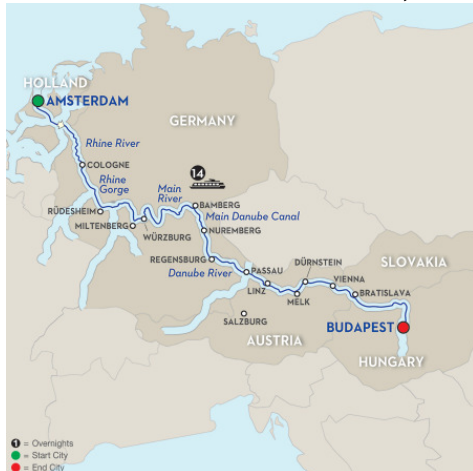 HOLLAND
AMSTERDAM
GERMANY
Rhine River
COLOGNE
Rhine
Gorge
14
Main
River
BAMBERG
RÜDESHEIM
Main Danube Canal
MILTENBERG
NUREMBERG
WÜRZBURG
REGENSBURG
DÜRNSTEIN
SLOVAKIA
Danube River
PASSAU
VIENNA
LINZ
BRATISLAVA
MELK
SALZBURG
BUDAPEST
AUSTRIA
HUNGARY
1 = Overnights
= Start City
= End City